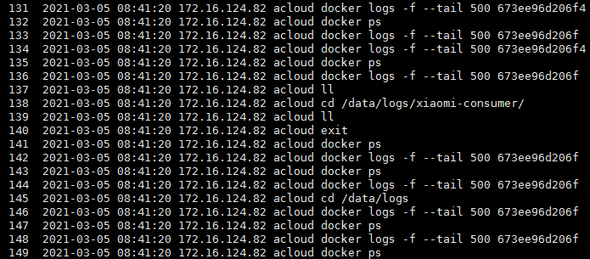 131 2021-03-05 08:41:20 172.16.124.82 acloud docker logs -f --tail 500 673ee96d206f4
132 2021-03-05 08:41:20 172.16.124.82 acloud docker ps
133 2021-03-05 08:41:20 172.16.124.82 acloud docker logs -f --tail 500 673ee96d206f
134 2021-03-05 08:41:20 172.16.124.82 acloud docker logs -f --tail 500 673ee96d206f4
135 2021-03-05 08:41:20 172.16.124.82 acloud docker ps
136 2021-03-05 08:41:20 172.16.124.82 acloud docker logs -f --tail 500 673ee96d206f
137 2021-03-05 08:41:20 172.16.124.82 acloud ll
138 2021-03-05 08:41:20 172.16.124.82 acloud cd /data/logs/xiaomi-consumer/
139 2021-03-05 08:41:20 172.16.124.82 acloud ll
140 2021-03-05 08:41:20 172.16.124.82 acloud exit
141 2021-03-05 08:41:20 172.16.124.82 acloud docker ps
142 2021-03-05 08:41:20 172.16.124.82 acloud docker logs -f --tail 500 673ee96d206f
143 2021-03-05 08:41:20 172.16.124.82 acloud docker ps
144 2021-03-05 08:41:20 172.16.124.82 acloud docker logs -f --tail 500 673ee96d206f
145 2021-03-05 08:41:20 172.16.124.82 acloud cd /data/logs
146 2021-03-05 08:41:20 172.16.124.82 acloud docker logs -f --tail 500 673ee96d206f
147 2021-03-05 08:41:20 172.16.124.82 acloud docker ps
148 2021-03-05 08:41:20 172.16.124.82 acloud docker logs -f --tail 500 673ee96d206f
149 2021-03-05 08:41:20 172.16.124.82 acloud docker ps